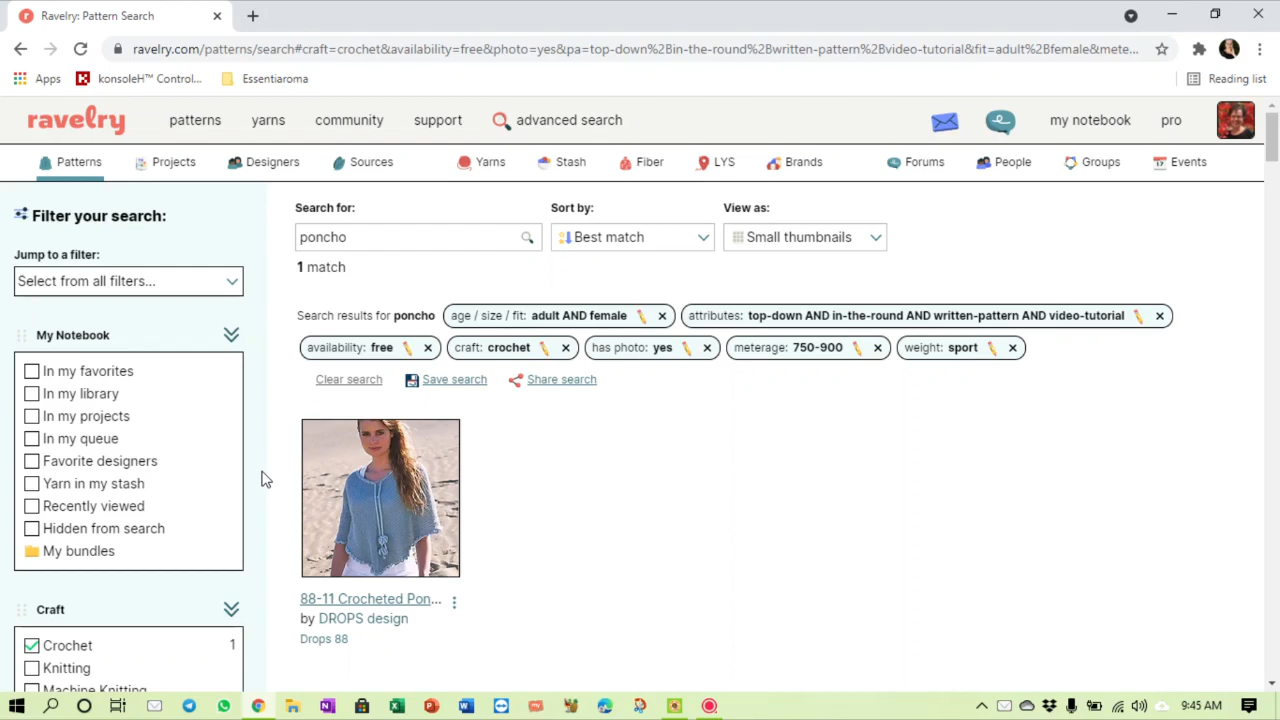 Ravelry: Pattern Search
ravelry.com/patterns/search#craft=crochet&availability=free&photo=yes&pa=top-down%2Bin-the-round%2Bwritten-pattern%2Bvideo-tutorial&fit=adult%2Bfemale&mete...
Apps konsoleH™ Control... Essentiaroma Reading list
ravelry patterns yarns community support advanced search my notebook pro
Patterns Projects Designers Sources Yarns Stash Fiber LYS Brands Forums People Groups Events
Filter your search:
Jump to a filter:
Select from all filters...
My Notebook
In my favorites
In my library
In my projects
In my queue
Favorite designers
Yarn in my stash
Recently viewed
Hidden from search
My bundles
Craft
Crochet 1
Knitting
Machine Knitting
Search for: Sort by: View as:
poncho Best match Small thumbnails
1 match
Search results for poncho age / size / fit: adult AND female attributes: top-down AND in-the-round AND written-pattern AND video-tutorial
availability: free craft: crochet has photo: yes meterage: 750-900 weight: sport
Clear search Save search Share search
88-11 Crocheted Pon...
by DROPS design
Drops 88
9:45 AM